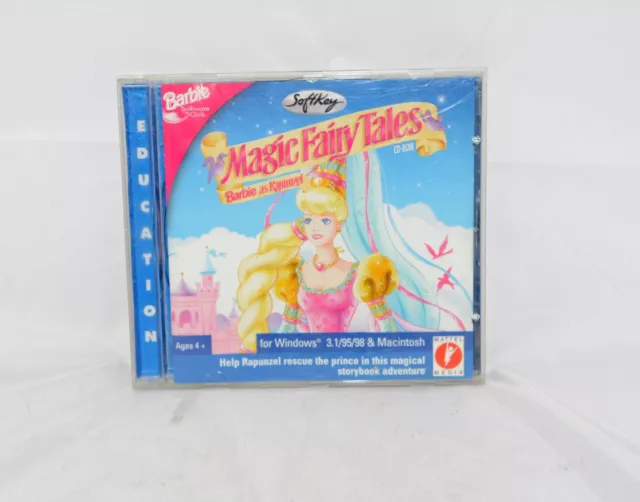 EDUCATION
Barbie
Software
for Girls
SoftKey
Magic Fairy Tales
CD-ROM
Barbie as Rapunzel
Ages 4 +
for Windows® 3.1/95/98 & Macintosh
Help Rapunzel rescue the prince in this magical
storybook adventure
MATTEL
MEDIA